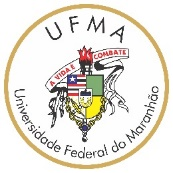 UFMA
A VIDA É COMBATE
Universidade Federal do Maranhão